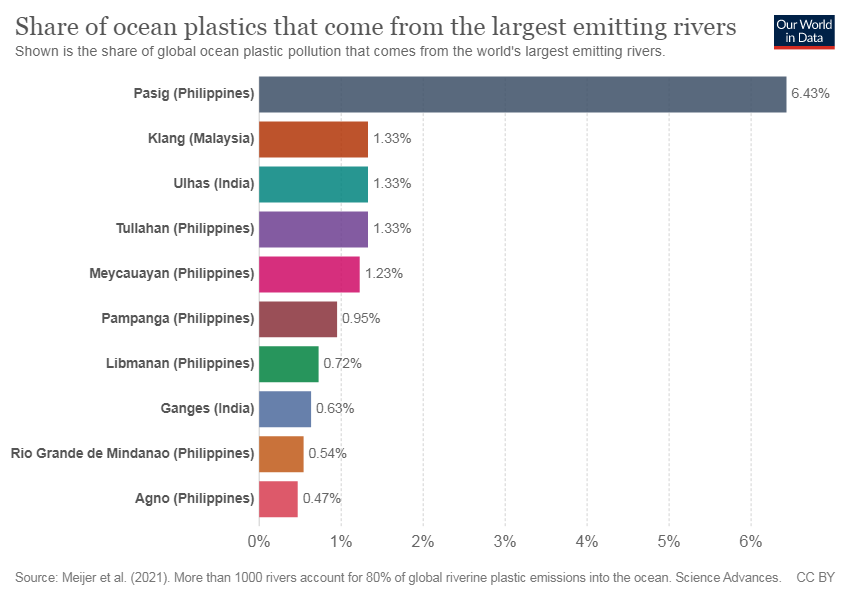 Share of ocean plastics that come from the largest emitting rivers
Our World
in Data
Shown is the share of global ocean plastic pollution that comes from the world's largest emitting rivers.
Pasig (Philippines) 6.43%
Klang (Malaysia) 1.33%
Ulhas (India) 1.33%
Tullahan (Philippines) 1.33%
Meycauayan (Philippines) 1.23%
Pampanga (Philippines) 0.95%
Libmanan (Philippines) 0.72%
Ganges (India) 0.63%
Rio Grande de Mindanao (Philippines) 0.54%
Agno (Philippines) 0.47%
0% 1% 2% 3% 4% 5% 6%
Source: Meijer et al. (2021). More than 1000 rivers account for 80% of global riverine plastic emissions into the ocean. Science Advances. CC BY